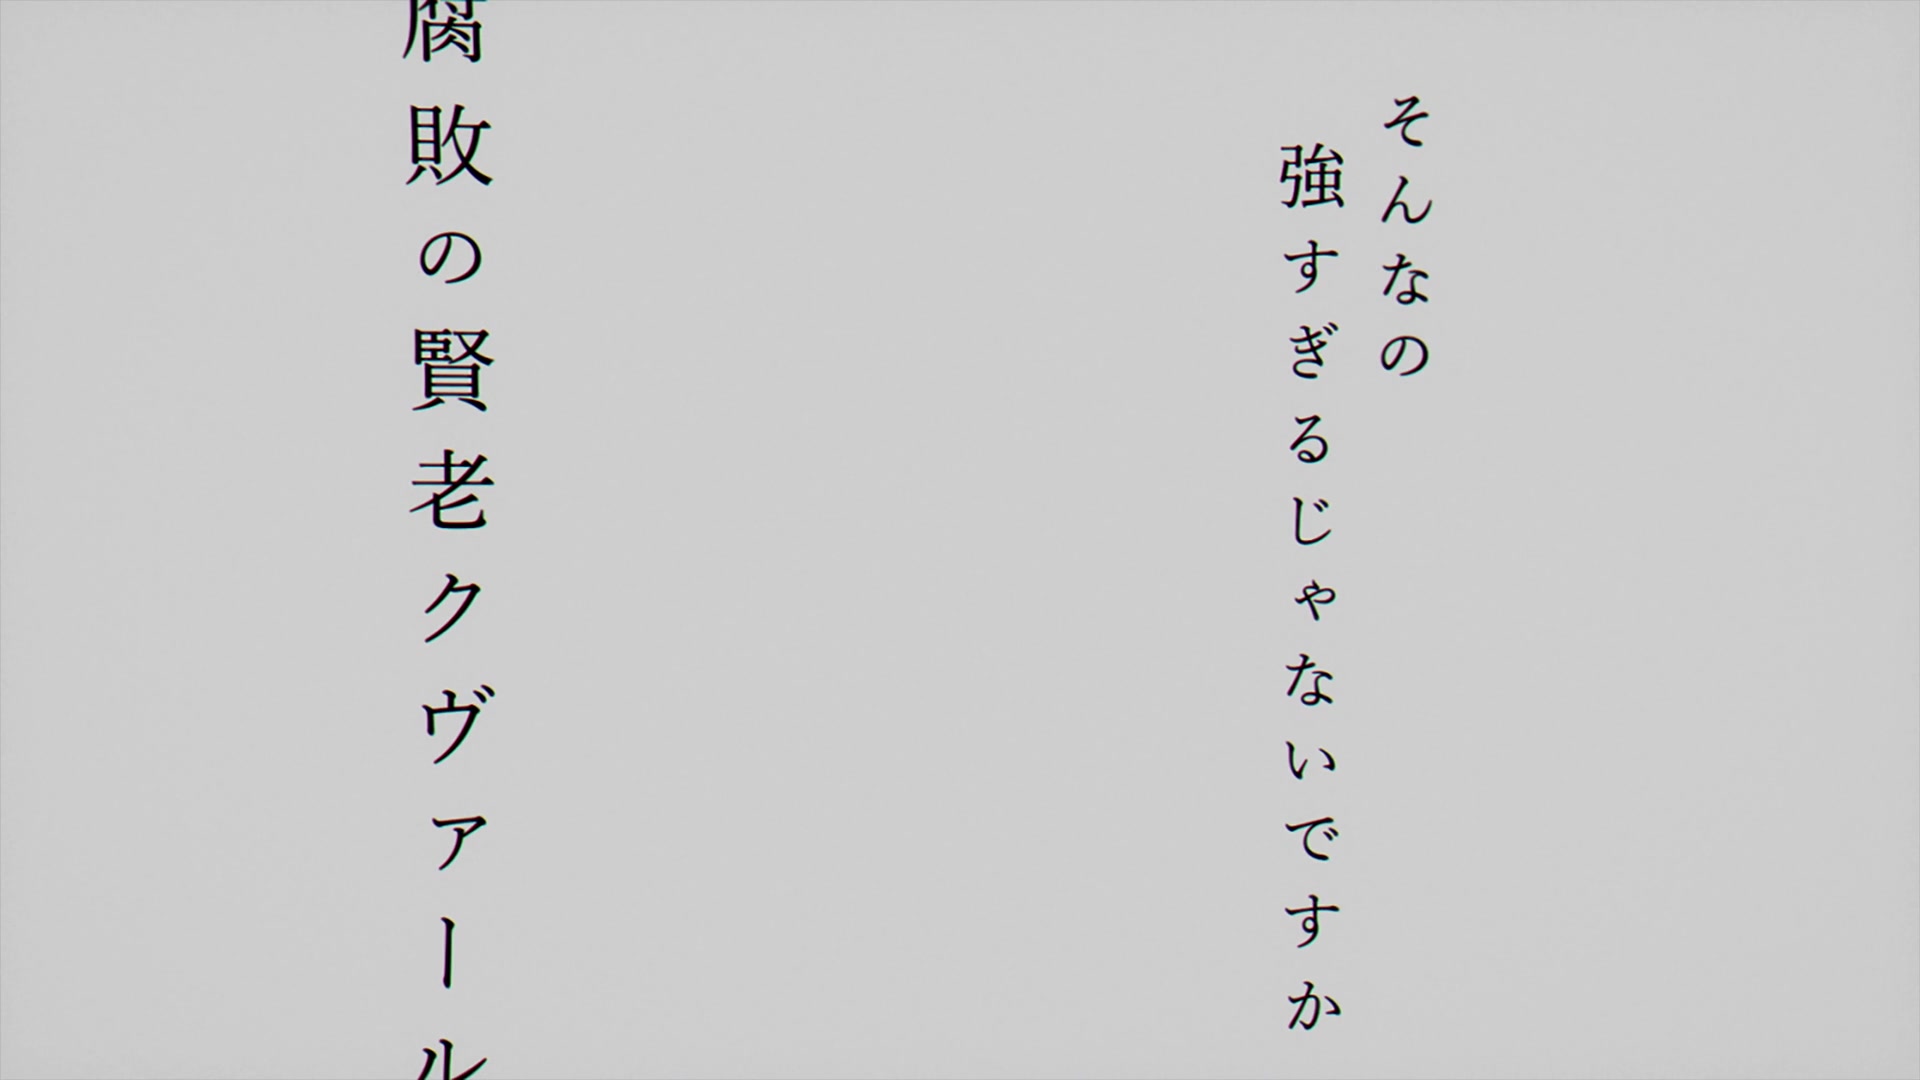 そんなの
強すぎるじゃないですか
腐敗の賢老クヴァール